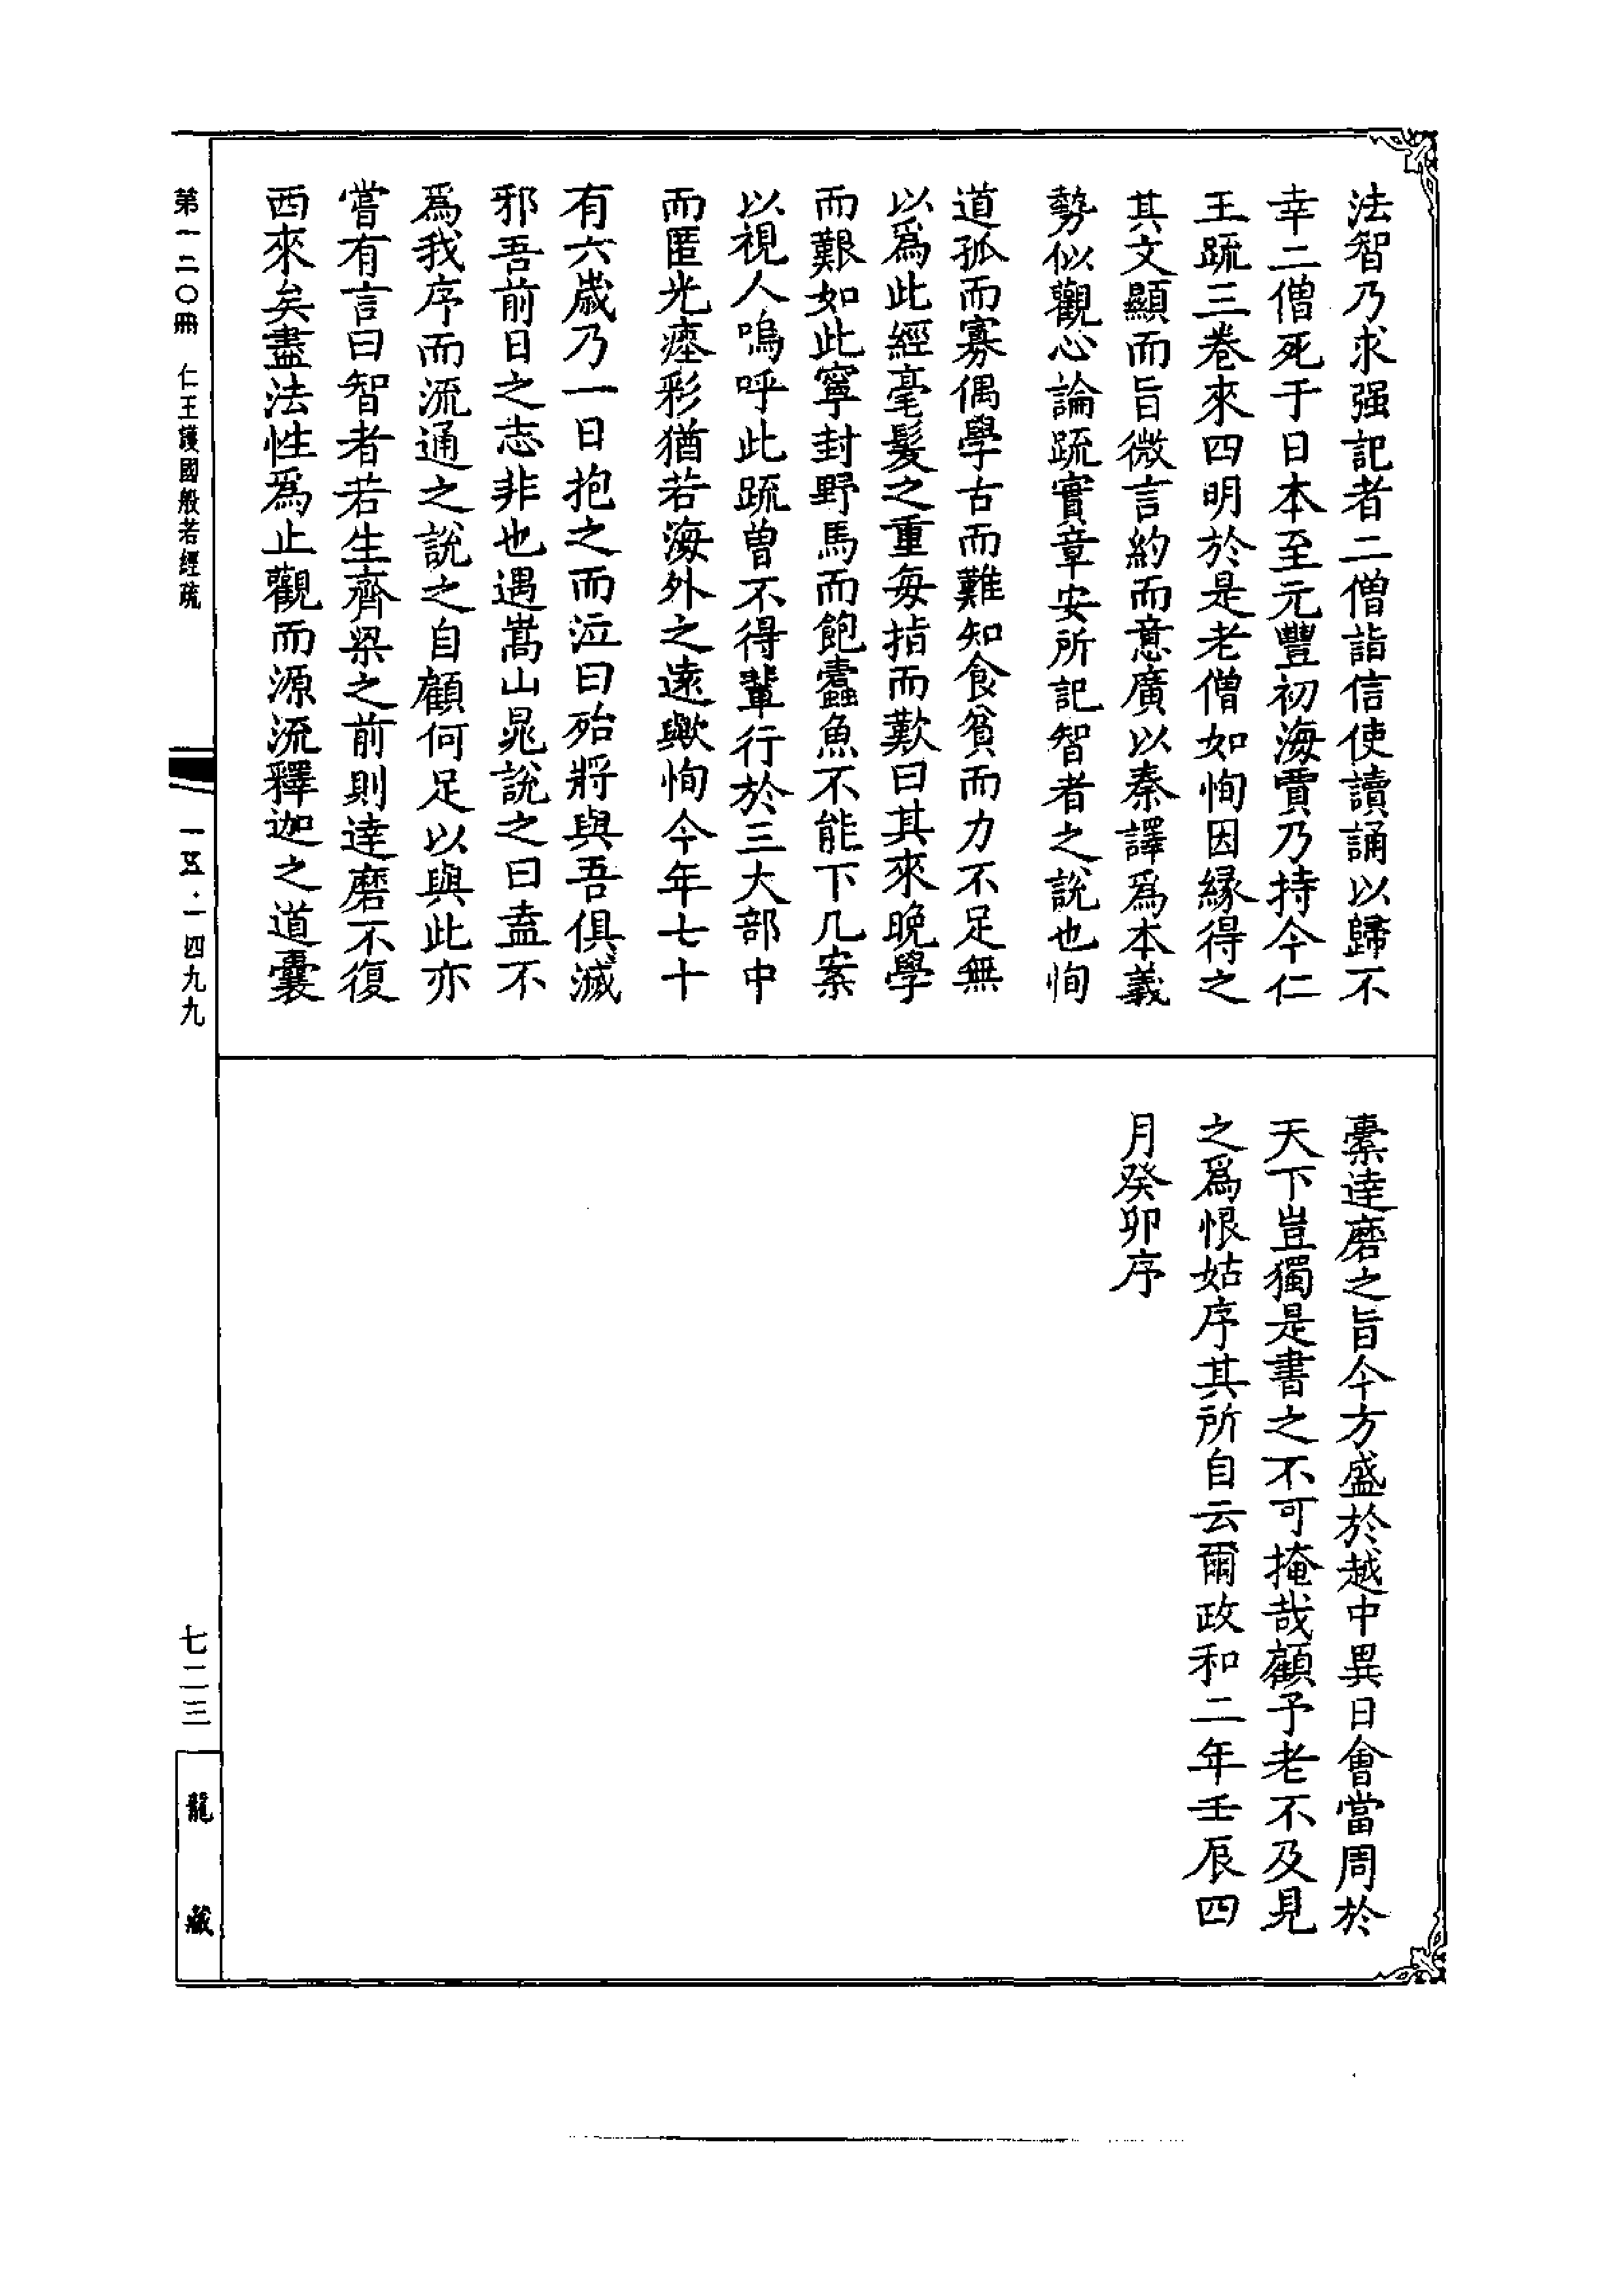 法智乃求强記者二僧詣信使讀誦以歸不
幸二僧死于日本至元豐初海賈乃持今仁
王疏三卷來四明於是老僧如恂因緣得之
其文顯而旨微言約而意廣以秦譯爲本義
勢似觀心論疏實章安所記智者之說也恂
道孤而寡偶學古而難知食貧而力不足無
以爲此經毫髮之重每指而歎曰其來晚學
而艱如此寧封野馬而飽蠹魚不能下几案
以視人嗚呼此疏曾不得輩行於三大部中
而匿光瘞彩猶若海外之遠歟恂今年七十
有六歲乃一日抱之而泣曰殆將與吾俱滅
邪吾前日之志非也遇嵩山晁說之曰盍不
爲我序而流通之說之自顧何足以與此亦
嘗有言曰智者若生齊梁之前則達磨不復
西來矣盡法性爲止觀而源流釋迦之道囊
橐達磨之旨今方盛於越中異日會當周於
天下豈獨是書之不可掩哉顧予老不及見
之爲恨姑序其所自云爾政和二年壬辰四
月癸卯序
第一二〇冊 仁王護國般若經疏 一五·一四九九 七二三
龍藏